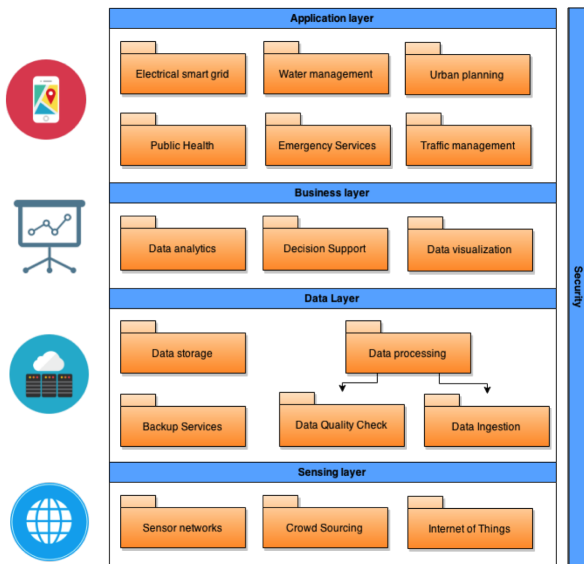 Application layer
Electrical smart grid
Water management
Urban planning
Public Health
Emergency Services
Traffic management
Business layer
Data analytics
Decision Support
Data visualization
Data Layer
Data storage
Data processing
Backup Services
Data Quality Check
Data Ingestion
Sensing layer
Sensor networks
Crowd Sourcing
Internet of Things
Security